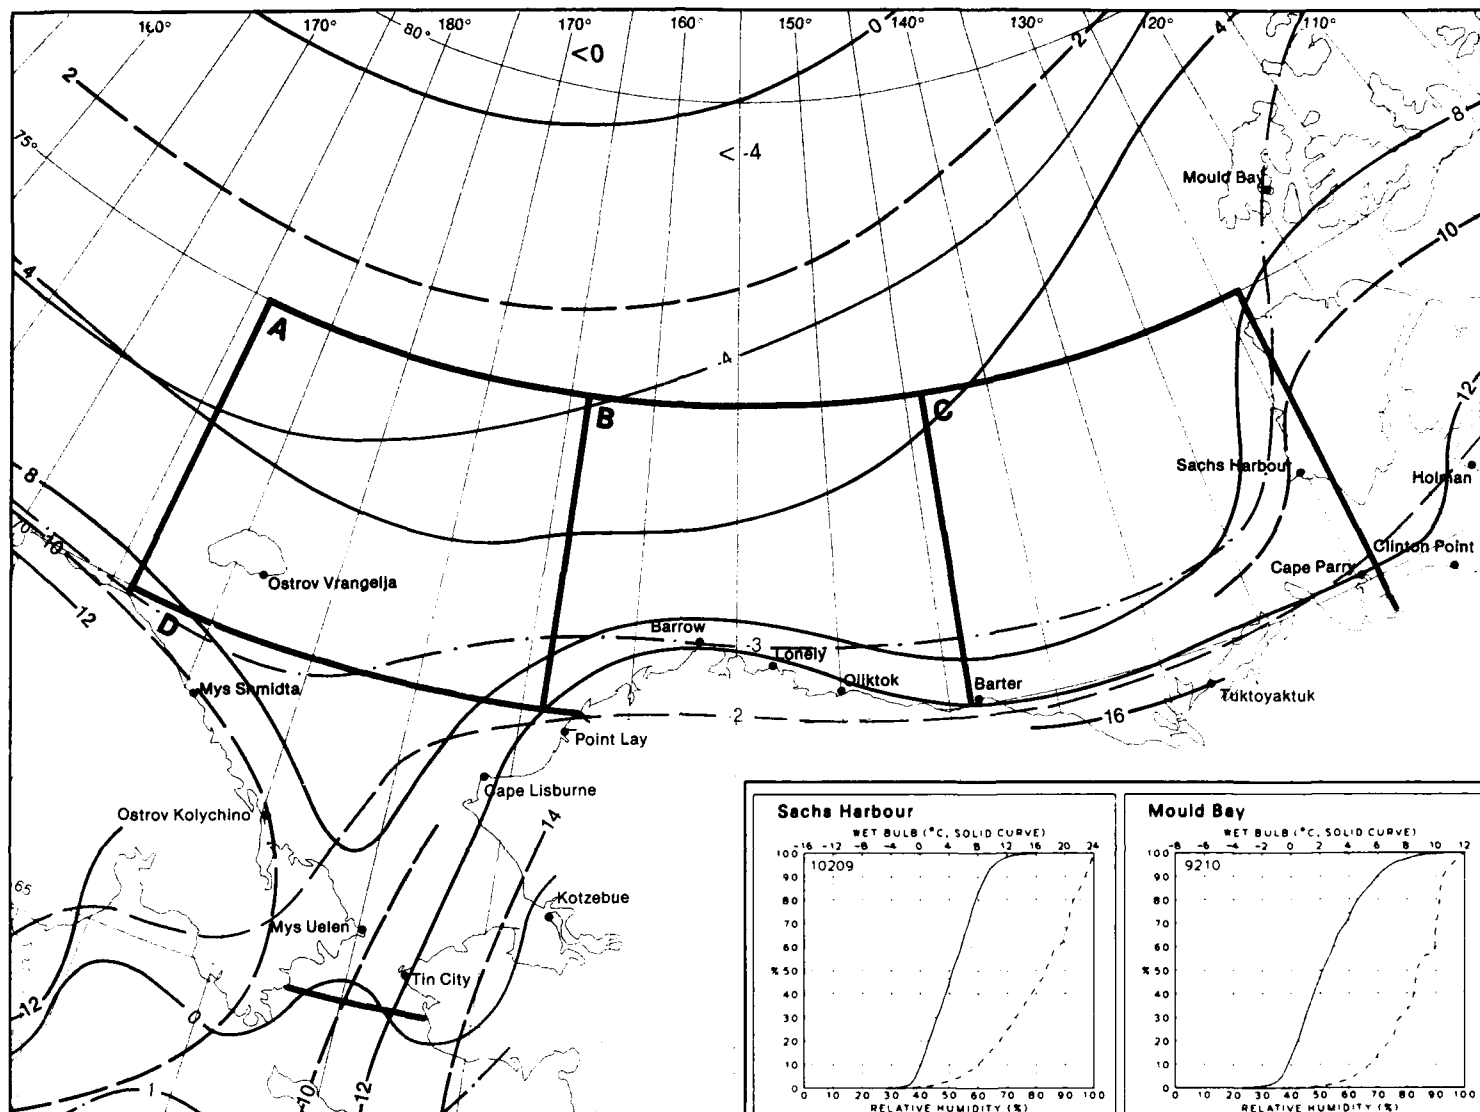 160° 170° 180° 170° 160° 150° 140° 130° 120° 110°
80°
0
2
4
<0
2
75°
< -4
8
Mould Bay
10
4
A
-4
B
C
12
8
Sachs Harbour
Holman
70°
10
Clinton Point
Cape Parry
Ostrov Vrangelja
12
D
Barrow
-3
Lonely
Mys Shmidta
Oliktok
Barter
Tuktoyaktuk
-2
16
Point Lay
Cape Lisburne
Ostrov Kolychino
14
65
Kotzebue
Mys Uelen
Tin City
12
0
1
10
12
Sachs Harbour
WET BULB (°C, SOLID CURVE)
-16 -12 -8 -4 0 4 8 12 16 20 24
10209
100
90
80
70
60
% 50
40
30
20
10
0
0 10 20 30 40 50 60 70 80 90 100
RELATIVE HUMIDITY (%)
Mould Bay
WET BULB (°C, SOLID CURVE)
-8 -6 -4 -2 0 2 4 6 8 10 12
9210
100
90
80
70
60
% 50
40
30
20
10
0
0 10 20 30 40 50 60 70 80 90 100
RELATIVE HUMIDITY (%)